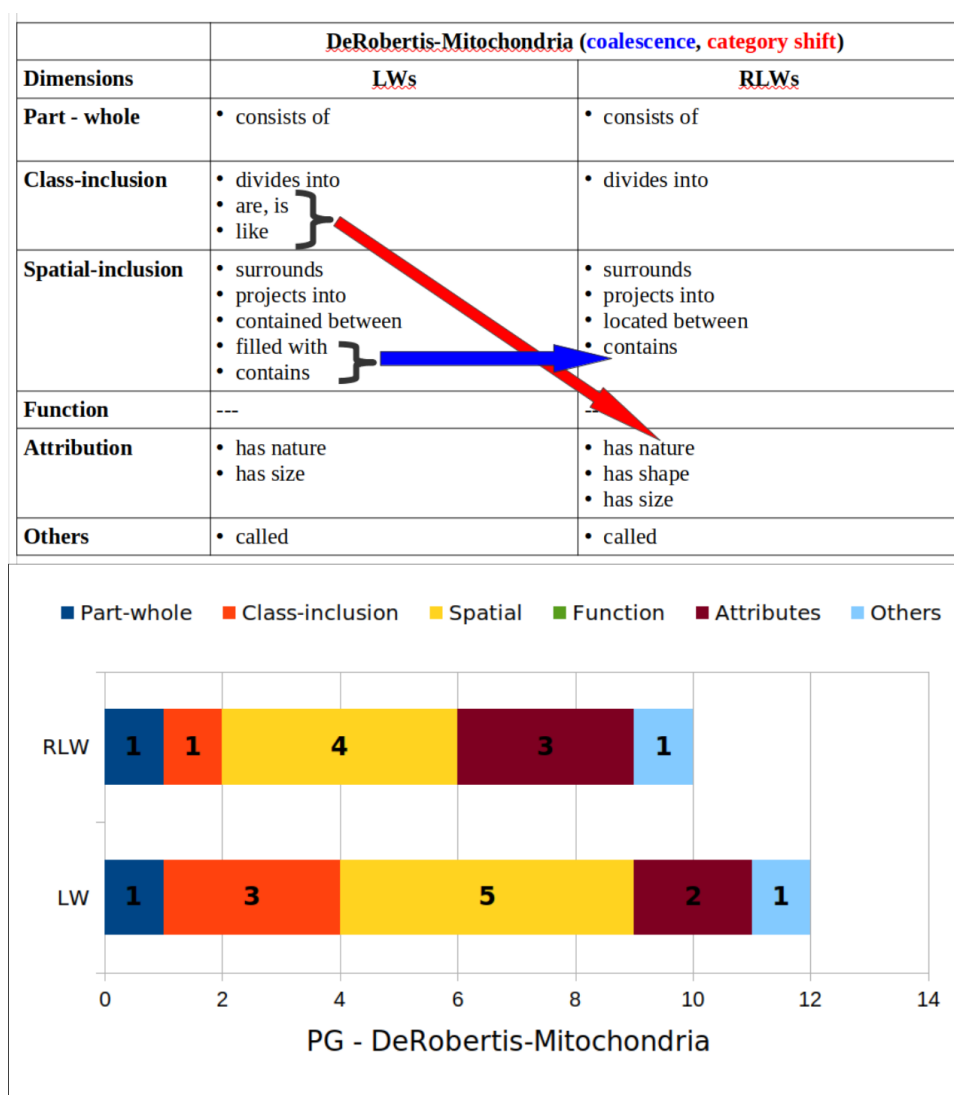 DeRobertis-Mitochondria (coalescence, category shift)
Dimensions LWs RLWs
Part - whole • consists of • consists of
Class-inclusion • divides into • divides into
• are, is
• like
Spatial-inclusion • surrounds • surrounds
• projects into • projects into
• contained between • located between
• filled with • contains
• contains
Function --- --
Attribution • has nature • has nature
• has size • has shape
• has size
Others • called • called
Part-whole Class-inclusion Spatial Function Attributes Others
RLW 1 1 4 3 1
LW 1 3 5 2 1
0 2 4 6 8 10 12 14
PG - DeRobertis-Mitochondria